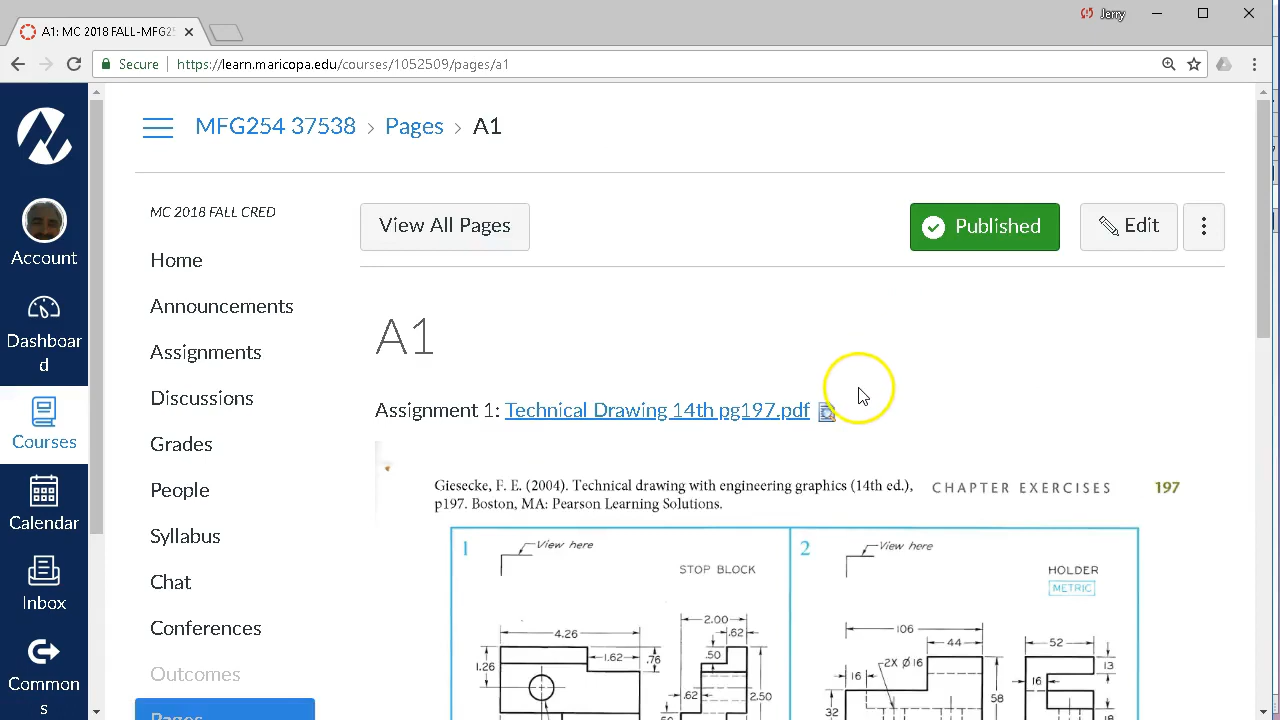 Jerry
A1: MC 2018 FALL-MFG25
Secure
https://learn.maricopa.edu/courses/1052509/pages/a1
MFG254 37538 > Pages > A1
MC 2018 FALL CRED
View All Pages
Published
Edit
Account
Dashboar
d
Courses
Calendar
Inbox
Common
s
Home
Announcements
Assignments
Discussions
Grades
People
Syllabus
Chat
Conferences
Outcomes
Pages
A1
Assignment 1: Technical Drawing 14th pg197.pdf
Giesecke, F. E. (2004). Technical drawing with engineering graphics (14th ed.),
p197. Boston, MA: Pearson Learning Solutions.
CHAPTER EXERCISES 197
1
View here
STOP BLOCK
4.26
1.26
1.62
.76
2.00
.62
.50
.62
2.50
2
View here
HOLDER
METRIC
106
44
2X Ø16
16
32
58
52
16
13